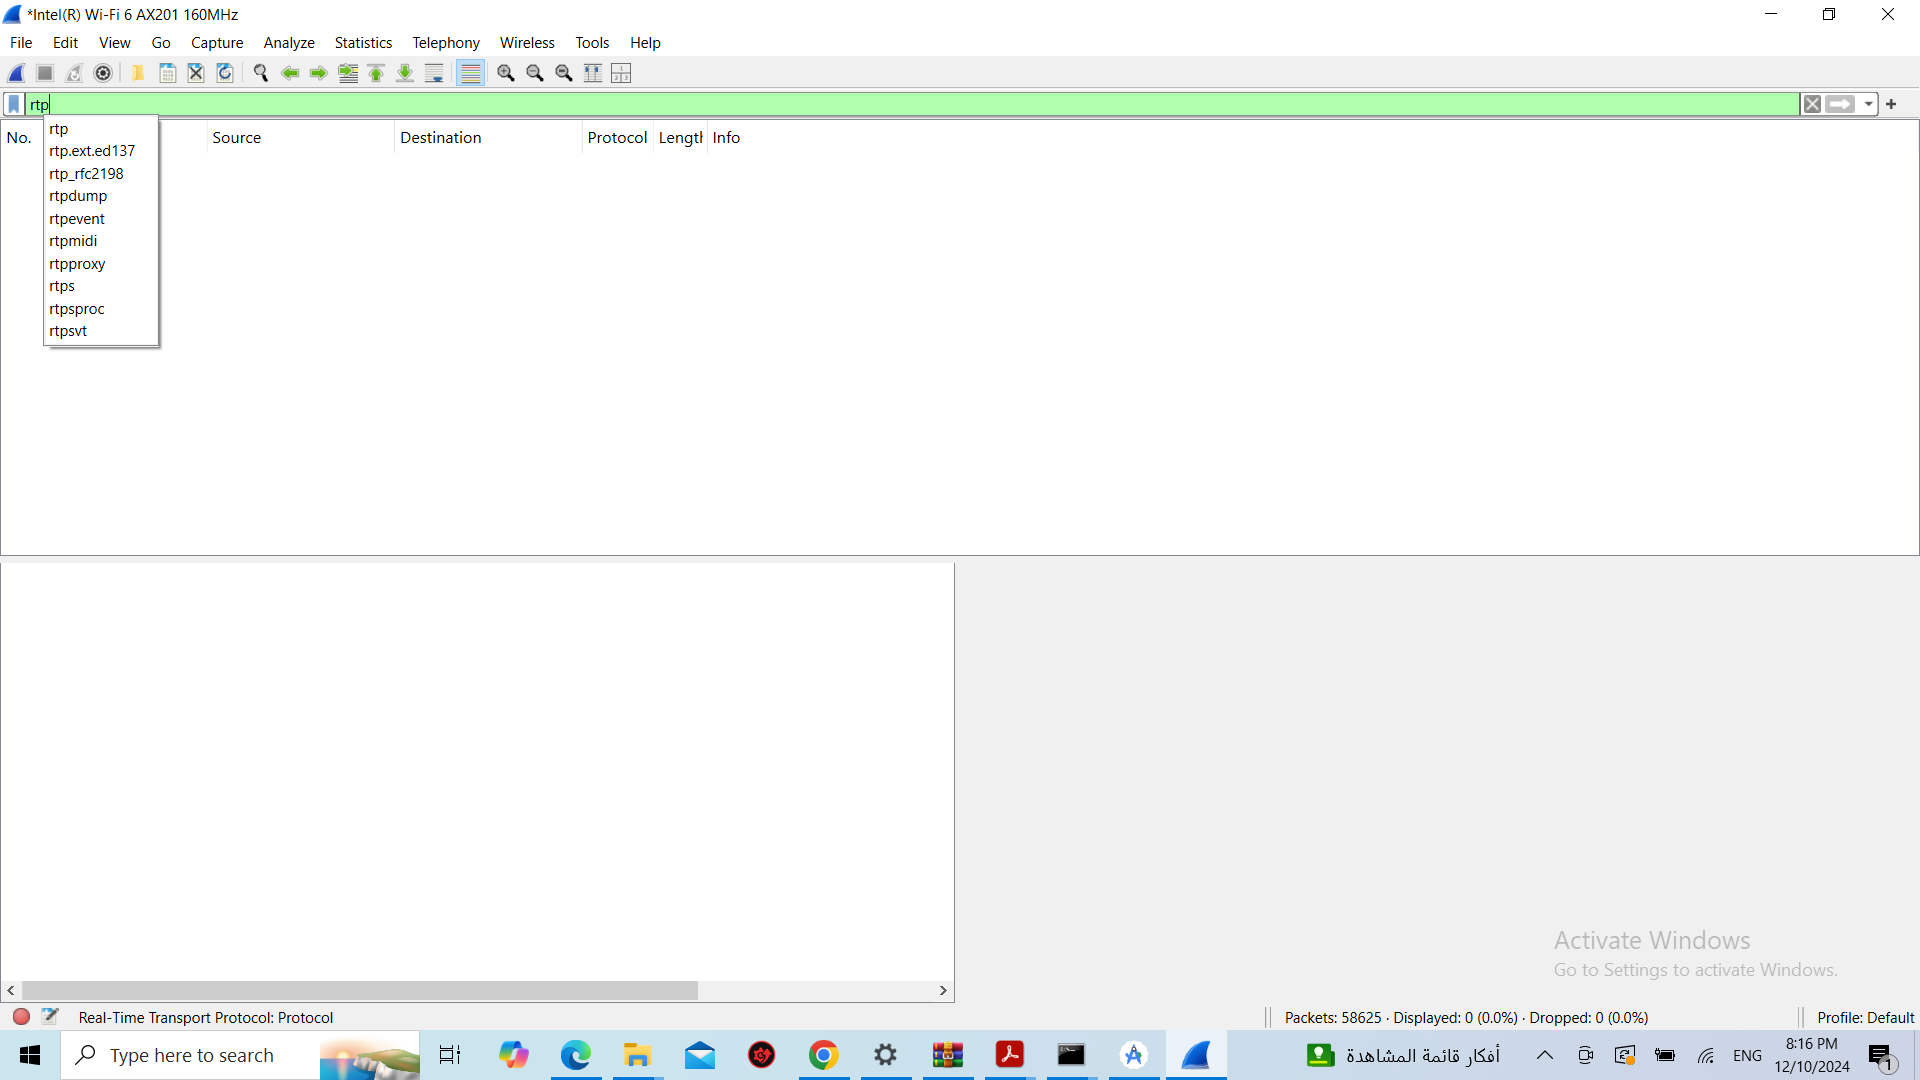 *Intel(R) Wi-Fi 6 AX201 160MHz
File Edit View Go Capture Analyze Statistics Telephony Wireless Tools Help
rtp
No. Source Destination Protocol Length Info
rtp
rtp.ext.ed137
rtp_rfc2198
rtpdump
rtpevent
rtpmidi
rtpproxy
rtps
rtpsproc
rtpsvt
Activate Windows
Go to Settings to activate Windows.
Real-Time Transport Protocol: Protocol
Packets: 58625 · Displayed: 0 (0.0%) · Dropped: 0 (0.0%)
Profile: Default
Type here to search
أفكار قائمة المشاهدة
ENG
8:16 PM
12/10/2024
1